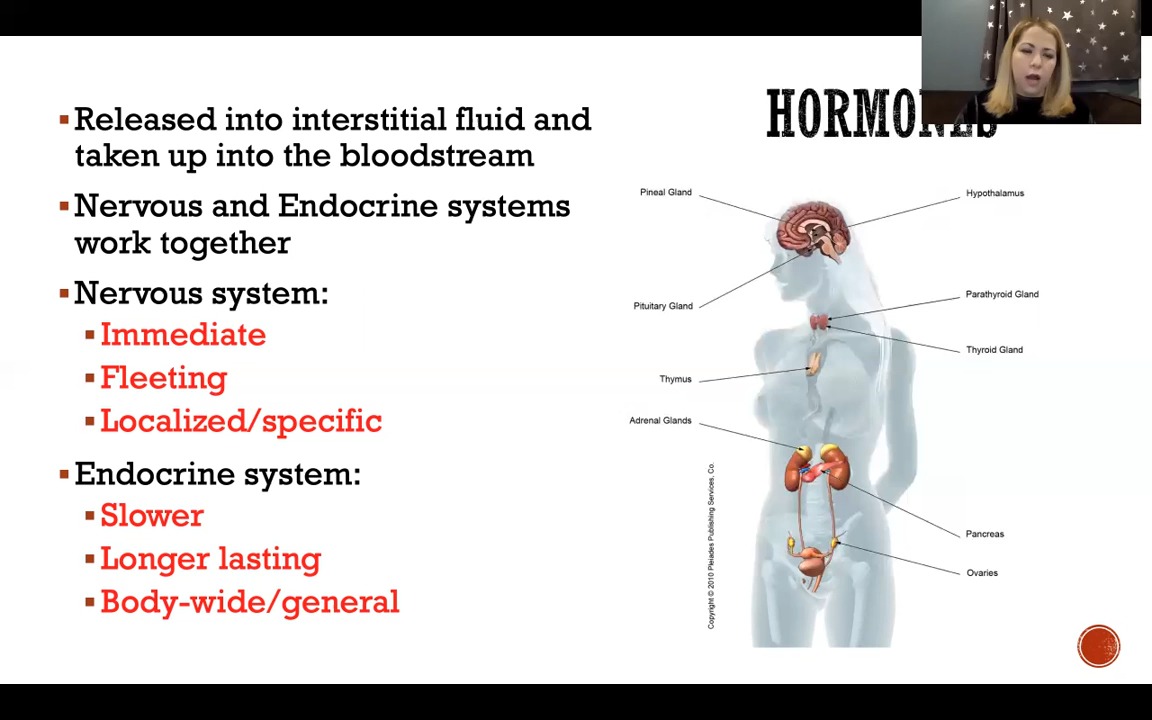 ▪Released into interstitial fluid and
taken up into the bloodstream
▪Nervous and Endocrine systems
work together
▪Nervous system:
▪Immediate
▪Fleeting
▪Localized/specific
▪Endocrine system:
▪Slower
▪Longer lasting
▪Body-wide/general
HORMONES
Pineal Gland
Hypothalamus
Pituitary Gland
Parathyroid Gland
Thyroid Gland
Thymus
Adrenal Glands
Pancreas
Ovaries
Copyright © 2010 Pleiades Publishing Services, Co.